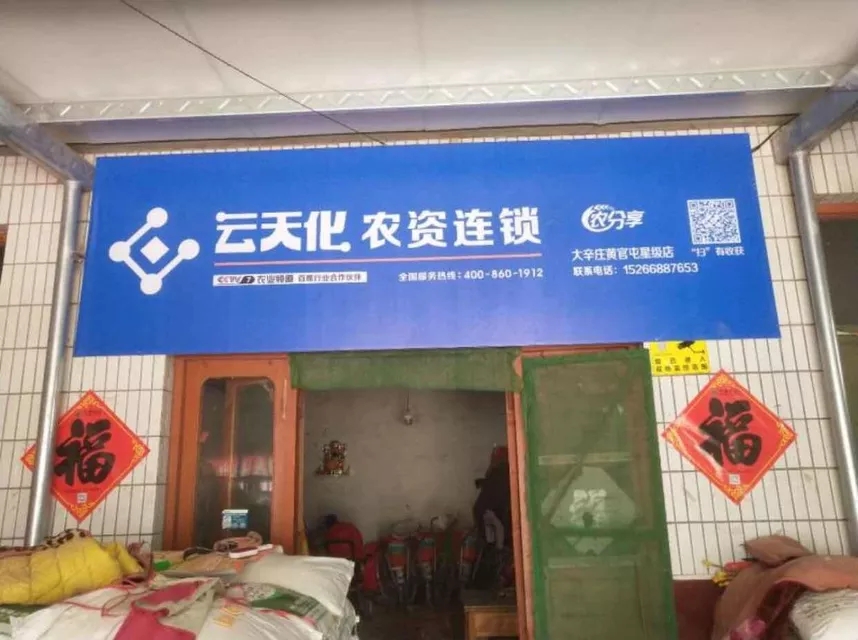 云天化 农资连锁
CCTV 7 农业频道 百度行业合作伙伴
全国服务热线：400-860-1912
农分享
大辛庄黄官屯星级店
联系电话：15266887653
“扫”有收获
福
福